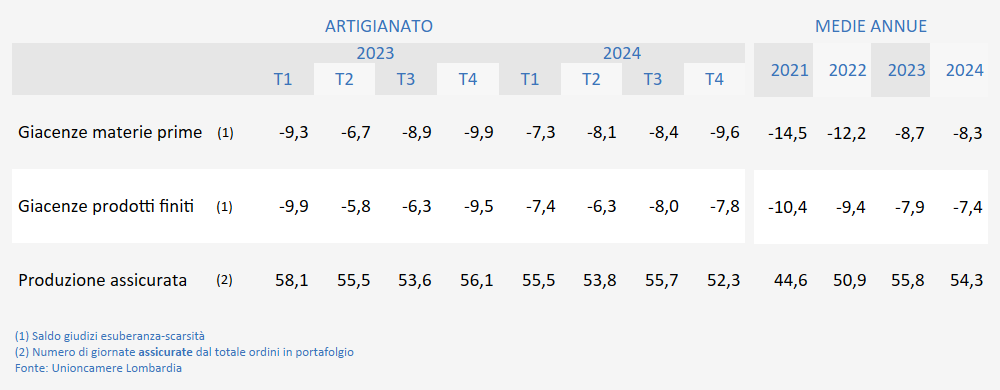 ARTIGIANATO MEDIE ANNUE
2023 2024
2021 2022 2023 2024
T1 T2 T3 T4 T1 T2 T3 T4
Giacenze materie prime (1) -9,3 -6,7 -8,9 -9,9 -7,3 -8,1 -8,4 -9,6 -14,5 -12,2 -8,7 -8,3
Giacenze prodotti finiti (1) -9,9 -5,8 -6,3 -9,5 -7,4 -6,3 -8,0 -7,8 -10,4 -9,4 -7,9 -7,4
Produzione assicurata (2) 58,1 55,5 53,6 56,1 55,5 53,8 55,7 52,3 44,6 50,9 55,8 54,3
(1) Saldo giudizi esuberanza-scarsità
(2) Numero di giornate assicurate dal totale ordini in portafolgio
Fonte: Unioncamere Lombardia